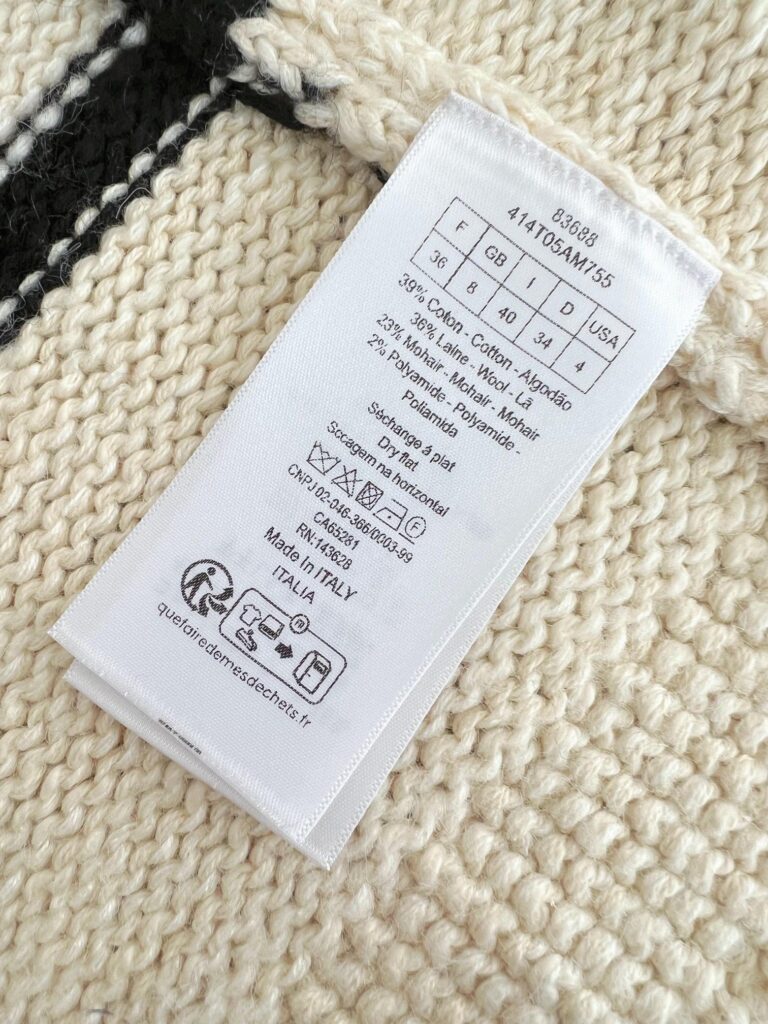 83688
414T05AM755
F GB I D USA
36 8 40 34 4
39% Coton - Cotton - Algodão
36% Laine - Wool - Lã
23% Mohair - Mohair - Mohair
2% Polyamide - Polyamide -
Poliamida
Séchange à plat
Dry flat
Sccagem na horizontal
F
CNPJ 02-046-366/0003-99
CA65281
RN:143628
Made in ITALY
ITALIA
FR
quefairedemesdechets.fr